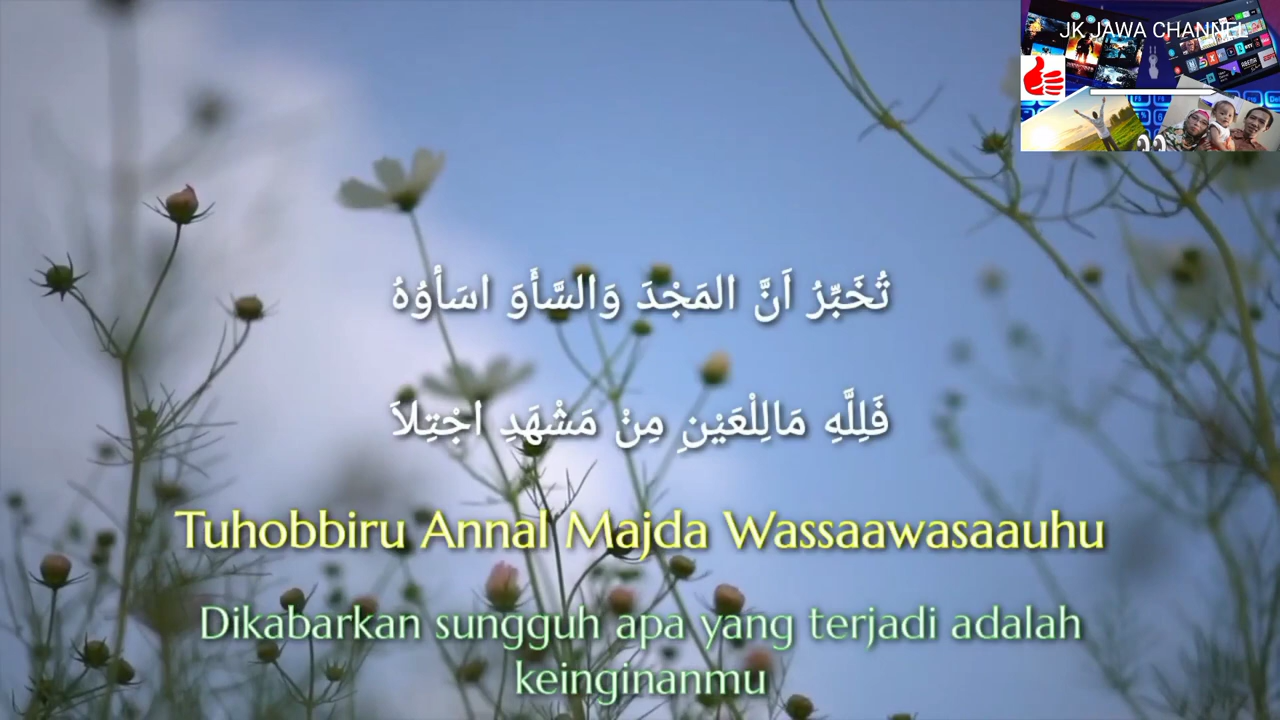 JK JAWA CHANNEL
تُخَبِّرُ اَنَّ المَجْدَ وَالسَّأَوَ اسَأوُهُ
فَلِلَّهِ مَالِلْعَيْنِ مِنْ مَشْهَدِ اجْتِلاَ
Tuhobbiru Annal Majda Wassaawasaauhu
Dikabarkan sungguh apa yang terjadi adalah
keinginanmu